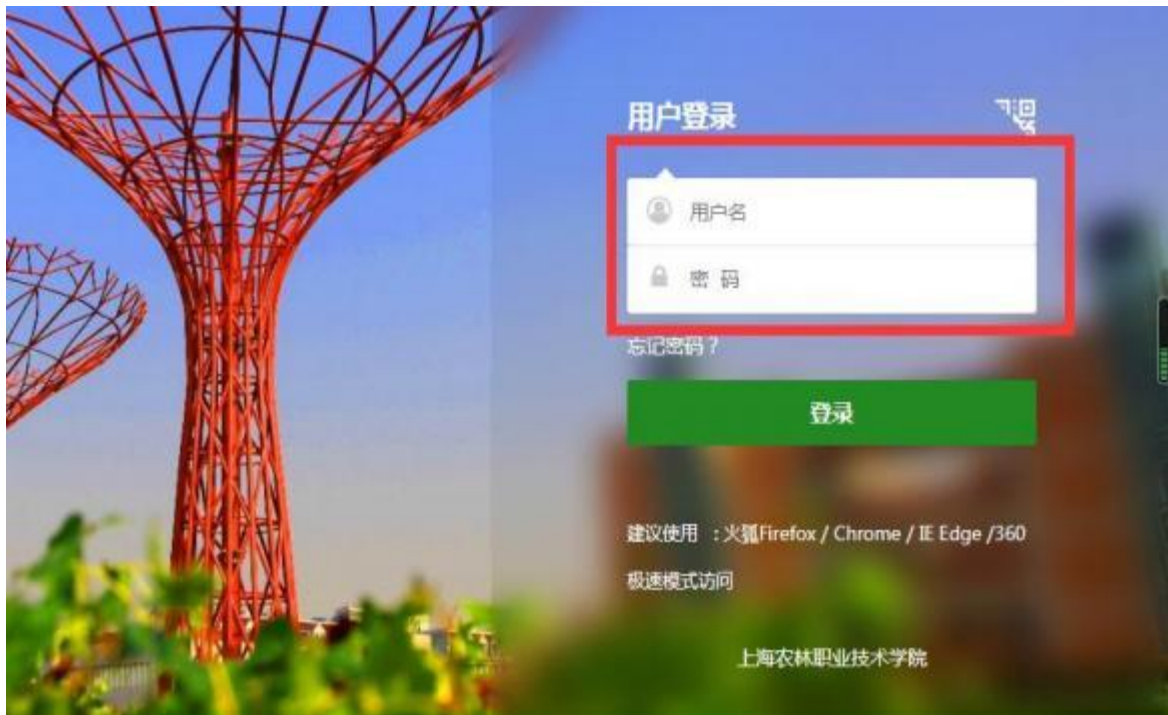 用户登录
用户名
密 码
忘记密码？
登录
建议使用 ：火狐Firefox / Chrome / IE Edge /360
极速模式访问
上海农林职业技术学院